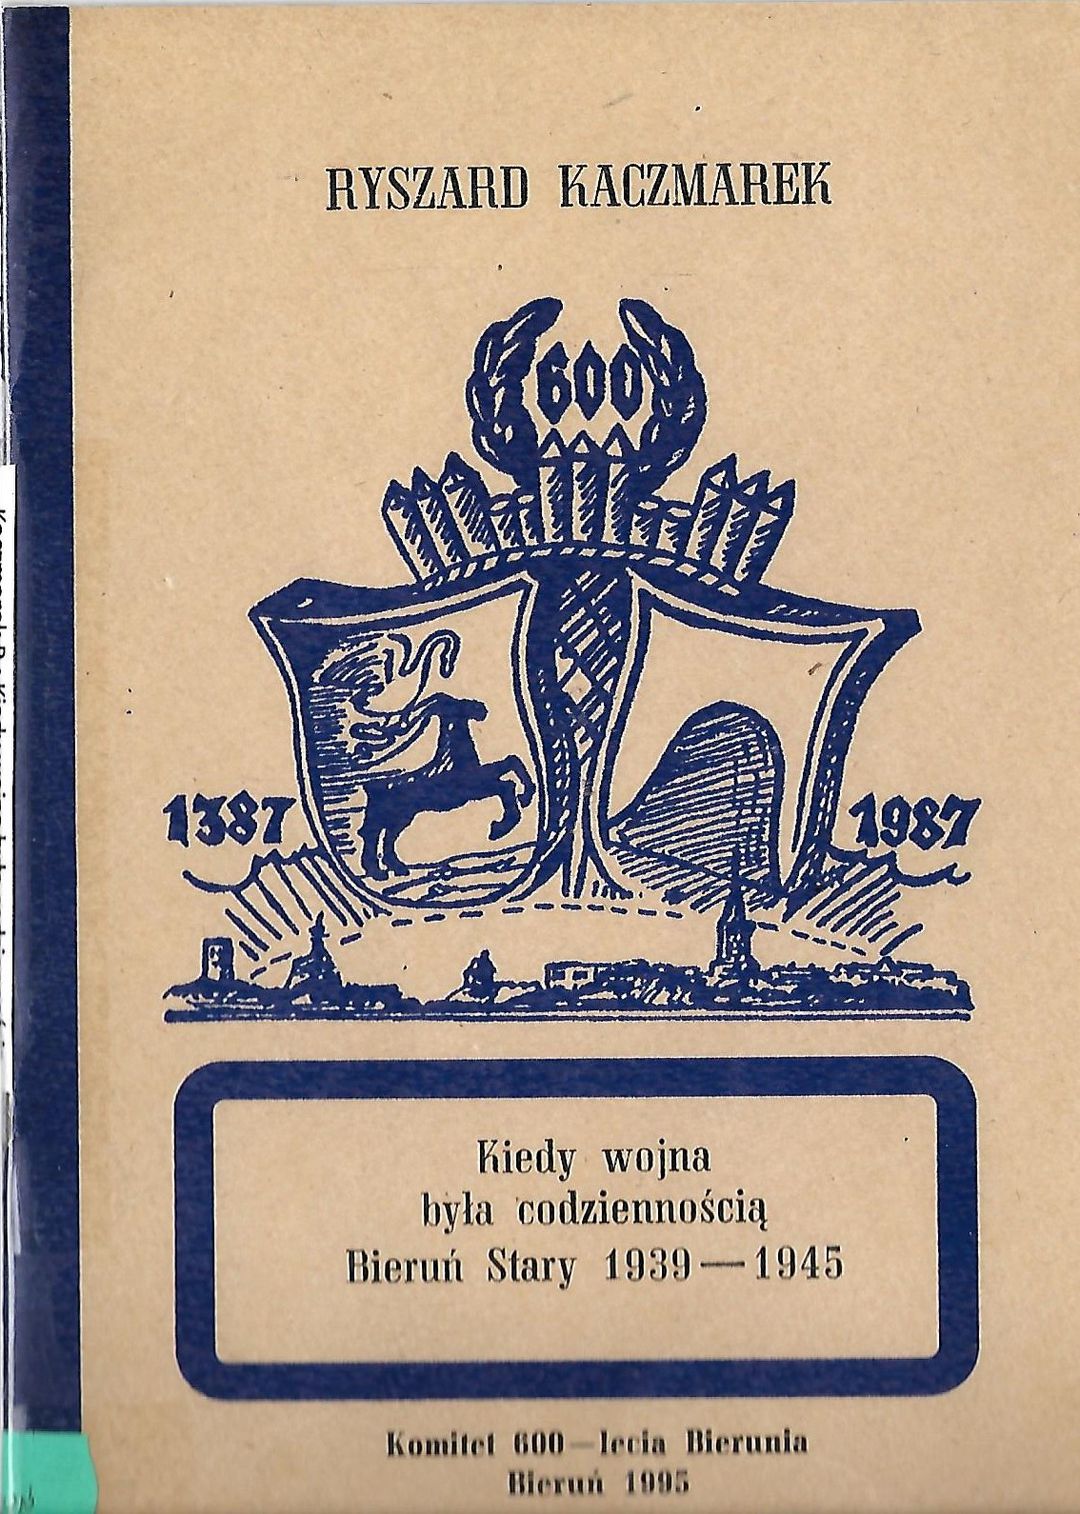 RYSZARD KACZMAREK
600
1387
1987
Kiedy wojna
była codziennością
Bieruń Stary 1939—1945
Komitet 600—lecia Bierunia
Bieruń 1995